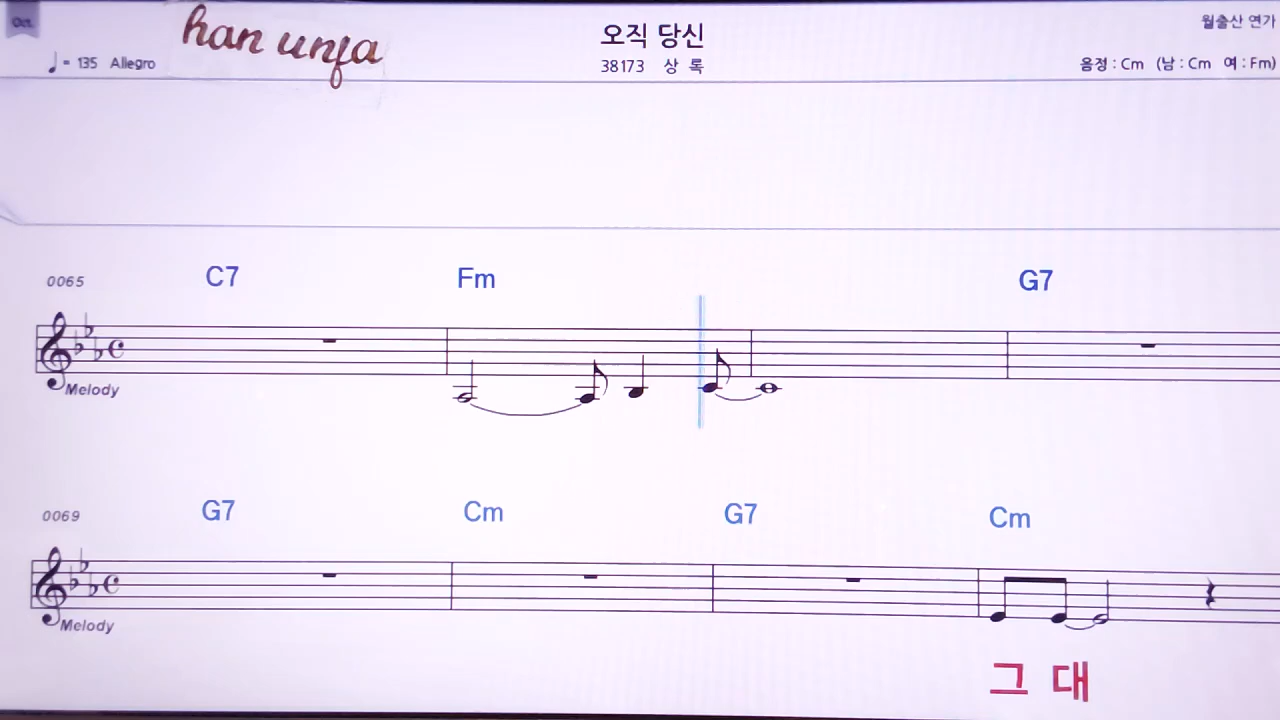 Oct.
han unfa
오직 당신
월출산 연가
♩ = 135 Allegro
38173 상 록
음정 : Cm (남 : Cm 여 : Fm)
0065
C7 Fm G7
Melody
0069
G7 Cm G7 Cm
Melody
그 대